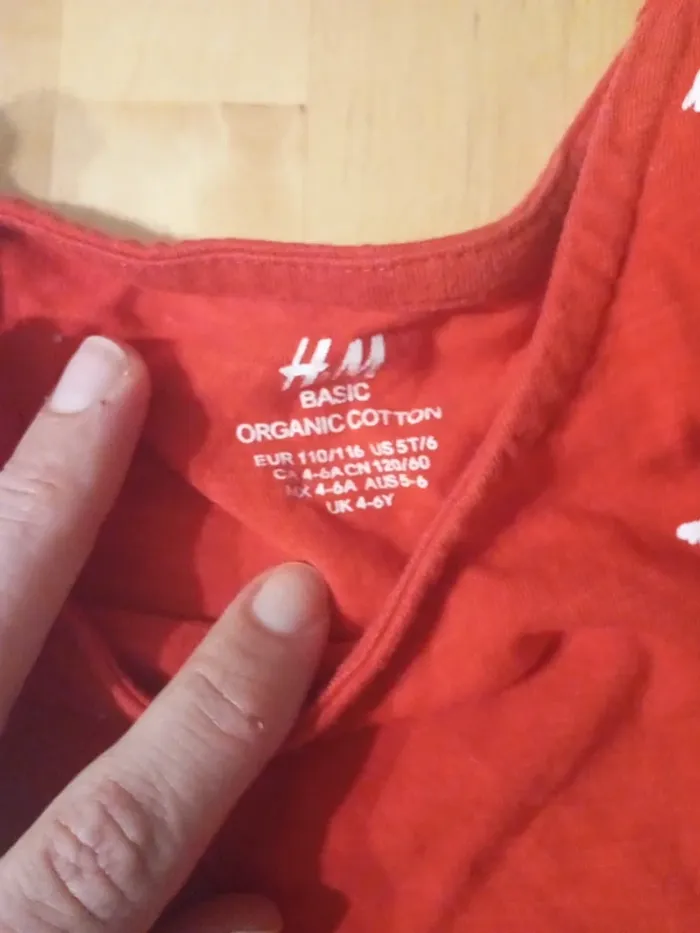 H&M
BASIC
ORGANIC COTTON
EUR 110/116 US 5T/6
CA 4-6A CN 120/60
MX 4-6A AUS 5-6
UK 4-6Y